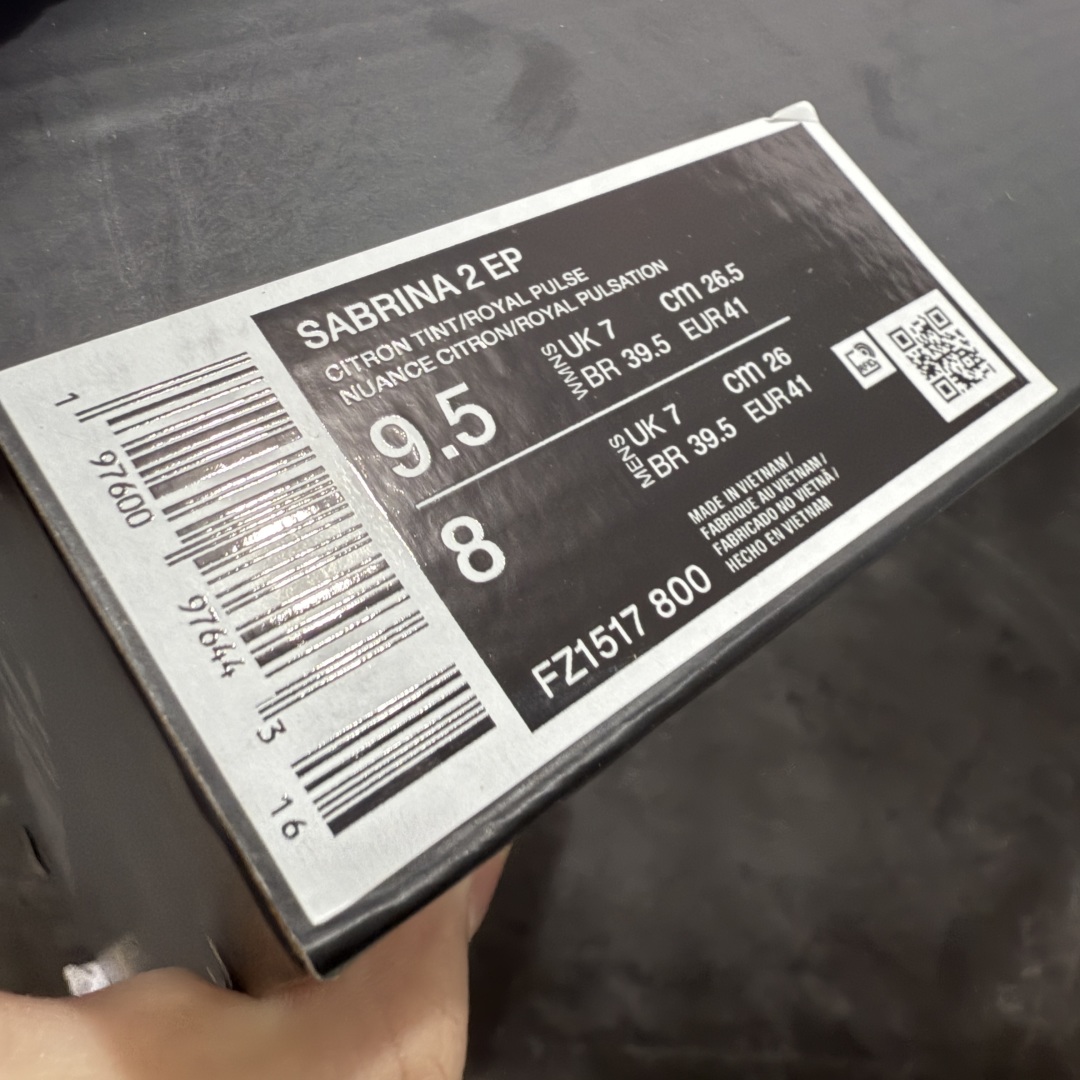 SABRINA 2 EP
CITRON TINT/ROYAL PULSE
NUANCE CITRON/ROYAL PULSATION
9.5
WMNS
UK 7 cm 26.5
BR 39.5 EUR 41
8
MENS
UK 7 cm 26
BR 39.5 EUR 41
MADE IN VIETNAM /
FABRIQUE AU VIETNAM /
FABRICADO NO VIETNÃ /
HECHO EN VIETNAM
FZ1517 800
1 97600 97644 3 16